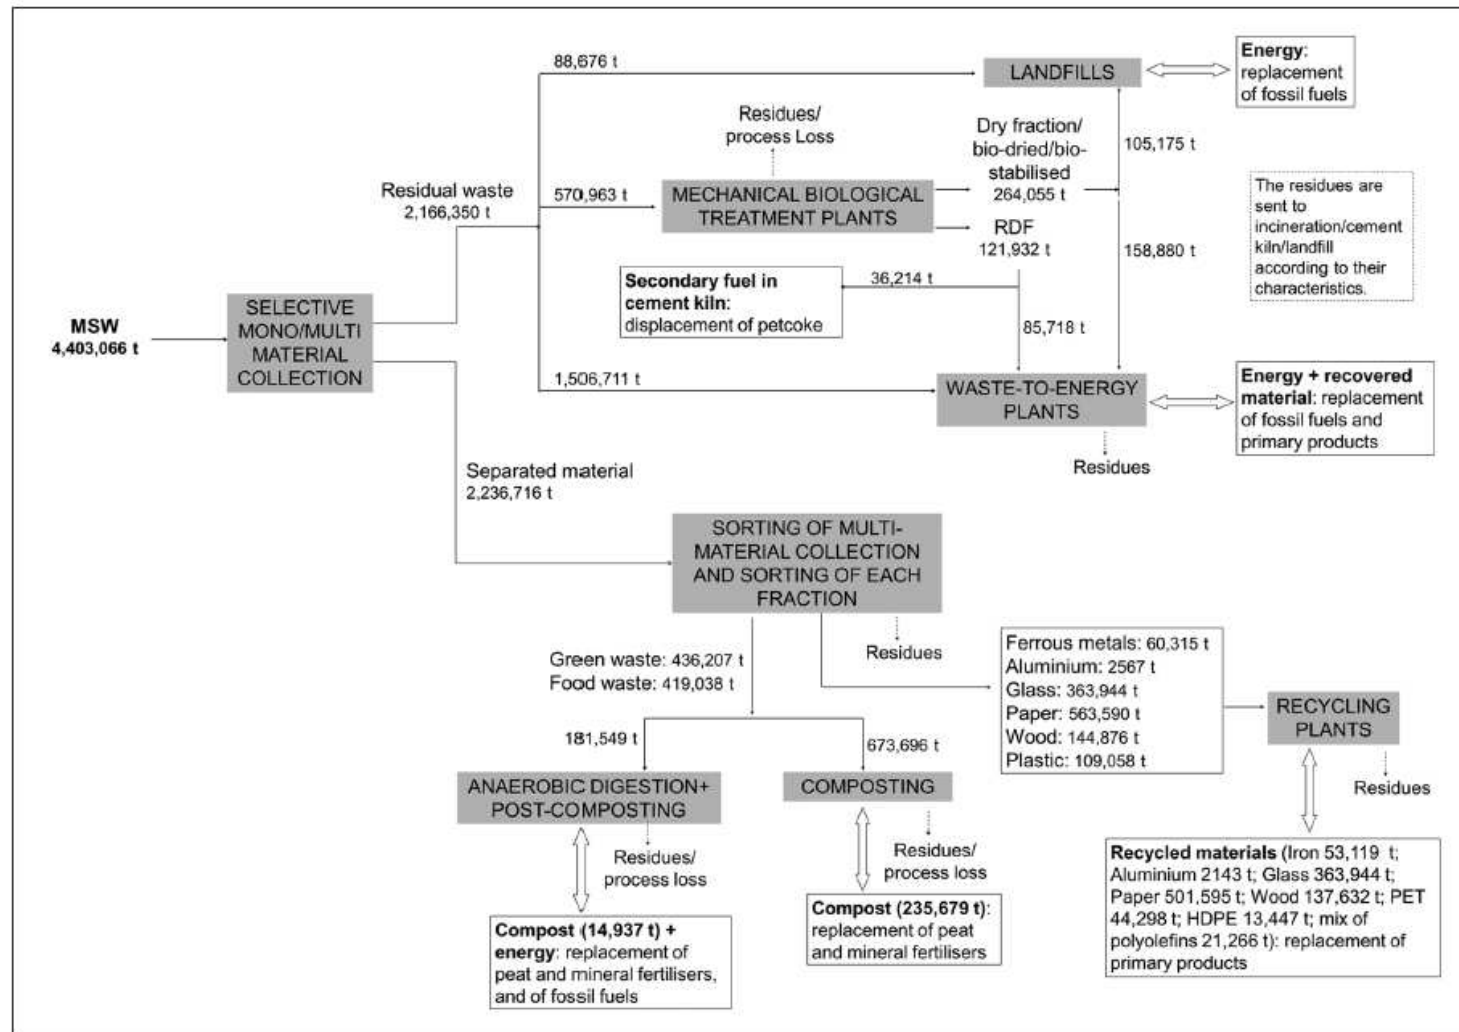 88,676 t
LANDFILLS
Energy:
replacement
of fossil fuels
Residues/
process Loss
Dry fraction/
bio-dried/bio-
stabilised
264,055 t
105,175 t
Residual waste
2,166,350 t
570,963 t
MECHANICAL BIOLOGICAL
TREATMENT PLANTS
RDF
121,932 t
158,880 t
The residues are
sent to
incineration/cement
kiln/landfill
according to their
characteristics.
Secondary fuel in
cement kiln:
displacement of petcoke
36,214 t
85,718 t
MSW
4,403,066 t
SELECTIVE
MONO/MULTI
MATERIAL
COLLECTION
1,506,711 t
WASTE-TO-ENERGY
PLANTS
Energy + recovered
material: replacement
of fossil fuels and
primary products
Residues
Separated material
2,236,716 t
SORTING OF MULTI-
MATERIAL COLLECTION
AND SORTING OF EACH
FRACTION
Residues
Green waste: 436,207 t
Food waste: 419,038 t
Ferrous metals: 60,315 t
Aluminium: 2567 t
Glass: 363,944 t
Paper: 563,590 t
Wood: 144,876 t
Plastic: 109,058 t
RECYCLING
PLANTS
Residues
181,549 t
673,696 t
ANAEROBIC DIGESTION+
POST-COMPOSTING
COMPOSTING
Residues/
process loss
Residues/
process loss
Compost (14,937 t) +
energy: replacement of
peat and mineral fertilisers,
and of fossil fuels
Compost (235,679 t):
replacement of peat
and mineral fertilisers
Recycled materials (Iron 53,119 t;
Aluminium 2143 t; Glass 363,944 t;
Paper 501,595 t; Wood 137,632 t; PET
44,298 t; HDPE 13,447 t; mix of
polyolefins 21,266 t): replacement of
primary products